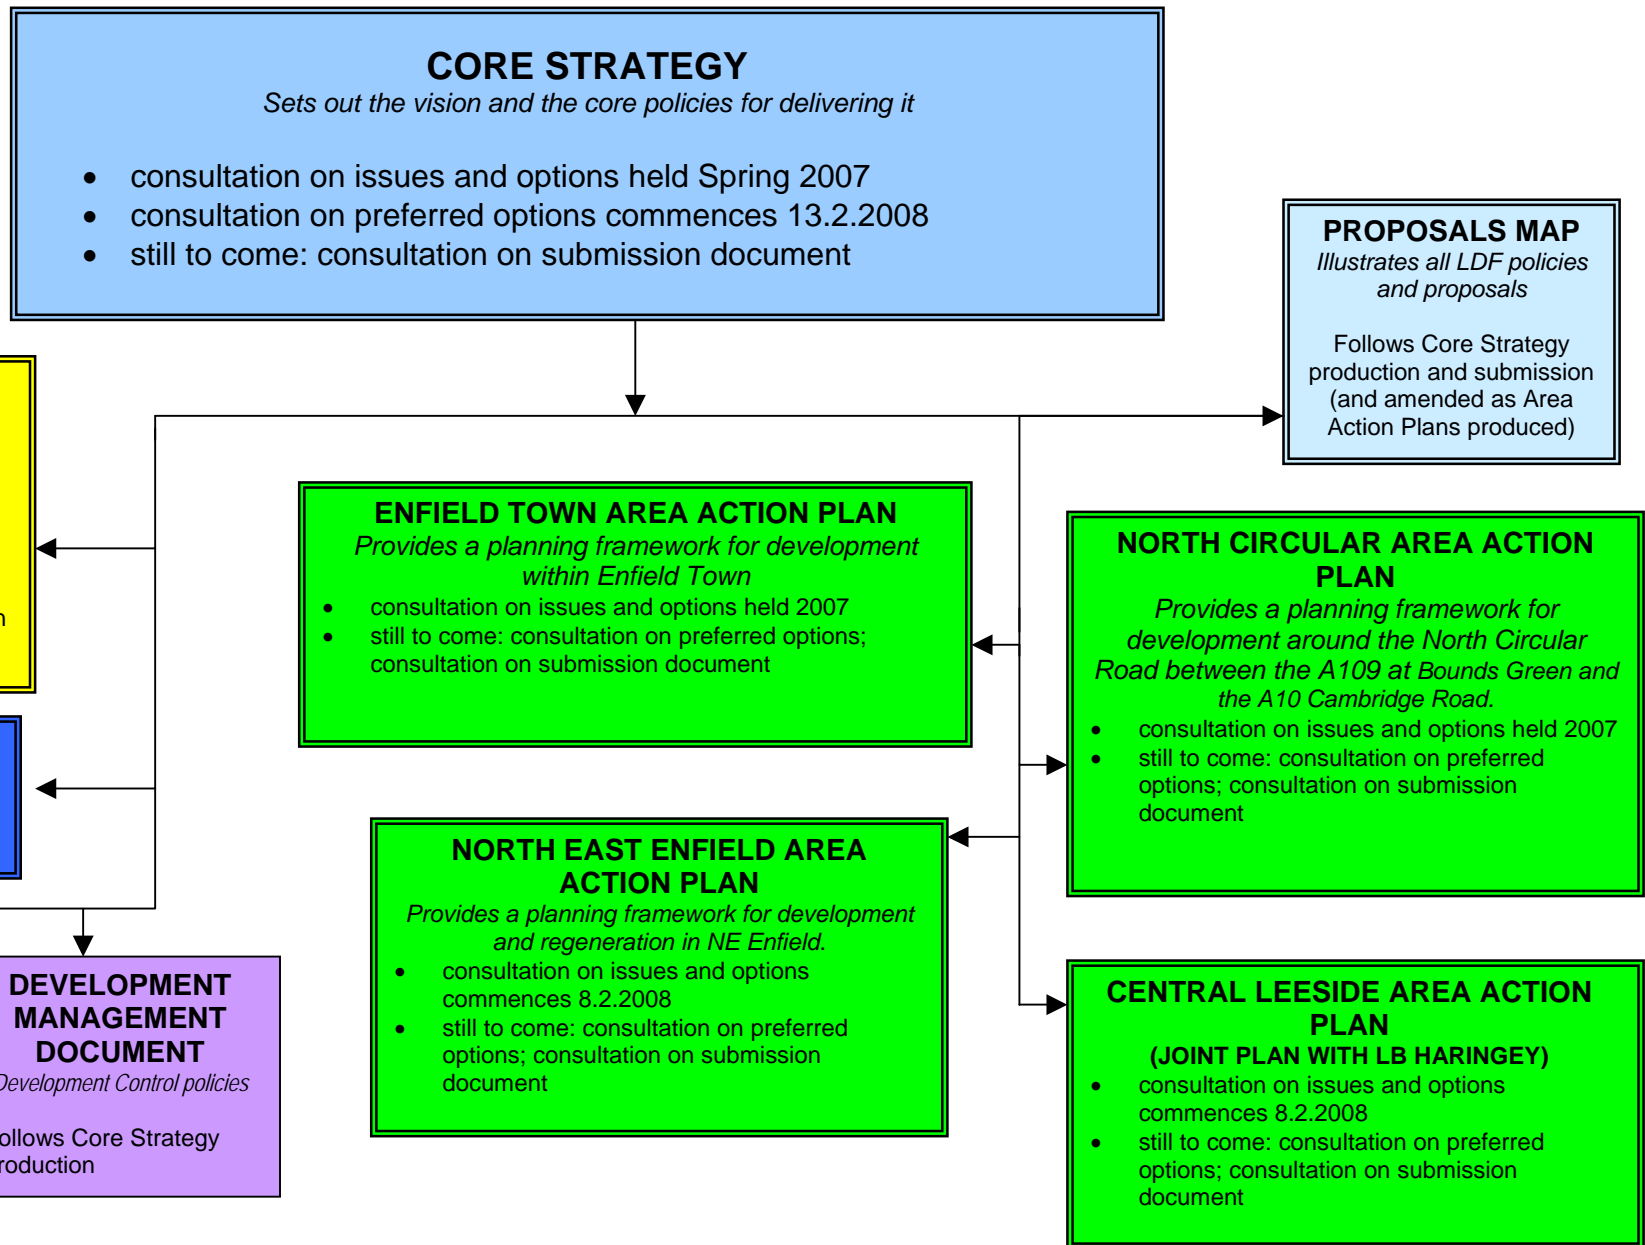 CORE STRATEGY
Sets out the vision and the core policies for delivering it
• consultation on issues and options held Spring 2007
• consultation on preferred options commences 13.2.2008
• still to come: consultation on submission document
PROPOSALS MAP
Illustrates all LDF policies
and proposals
Follows Core Strategy
production and submission
(and amended as Area
Action Plans produced)
ENFIELD TOWN AREA ACTION PLAN
Provides a planning framework for development
within Enfield Town
• consultation on issues and options held 2007
• still to come: consultation on preferred options;
consultation on submission document
NORTH CIRCULAR AREA ACTION
PLAN
Provides a planning framework for
development around the North Circular
Road between the A109 at Bounds Green and
the A10 Cambridge Road.
• consultation on issues and options held 2007
• still to come: consultation on preferred
options; consultation on submission
document
NORTH EAST ENFIELD AREA
ACTION PLAN
Provides a planning framework for development
and regeneration in NE Enfield.
• consultation on issues and options
commences 8.2.2008
• still to come: consultation on preferred
options; consultation on submission
document
DEVELOPMENT
MANAGEMENT
DOCUMENT
Development Control policies
ollows Core Strategy
roduction
CENTRAL LEESIDE AREA ACTION
PLAN
(JOINT PLAN WITH LB HARINGEY)
• consultation on issues and options
commences 8.2.2008
• still to come: consultation on preferred
options; consultation on submission
document